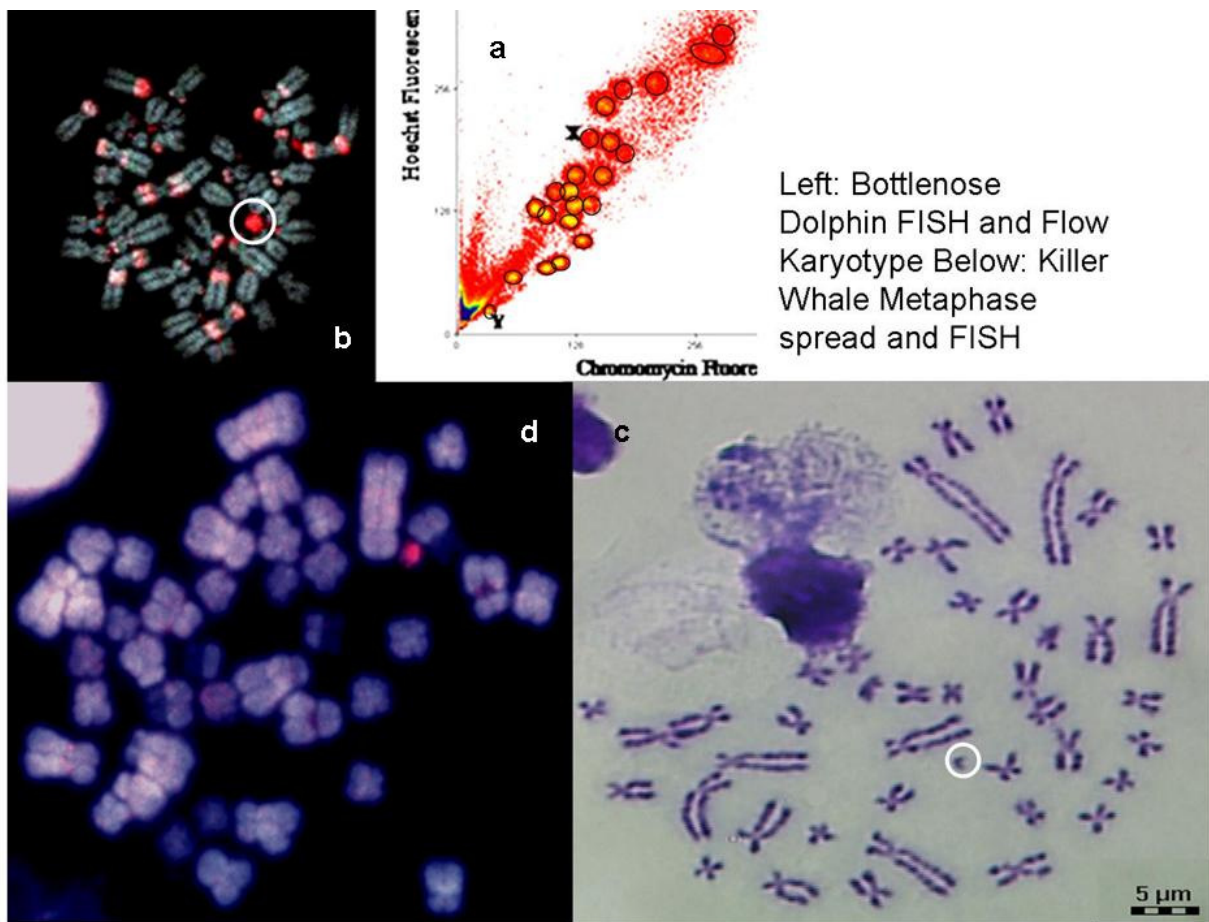 b
a
Hoechst Fluorescen
256
128
0
X
Y
0
128
256
Chromomycin Fluore
Left: Bottlenose
Dolphin FISH and Flow
Karyotype Below: Killer
Whale Metaphase
spread and FISH
d
c
5 µm